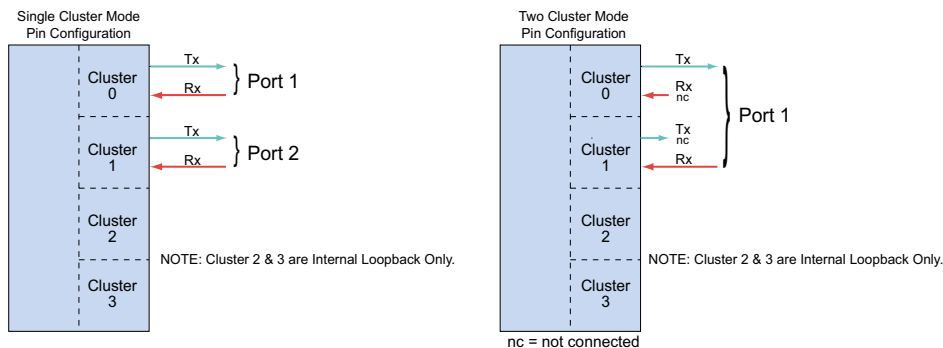 Single Cluster Mode
Pin Configuration
Cluster
0
Tx
Rx
Port 1
Cluster
1
Tx
Rx
Port 2
Cluster
2
NOTE: Cluster 2 & 3 are Internal Loopback Only.
Cluster
3
Two Cluster Mode
Pin Configuration
Cluster
0
Tx
Rx
nc
Cluster
1
Tx
nc
Rx
Port 1
Cluster
2
NOTE: Cluster 2 & 3 are Internal Loopback Only.
Cluster
3
nc = not connected